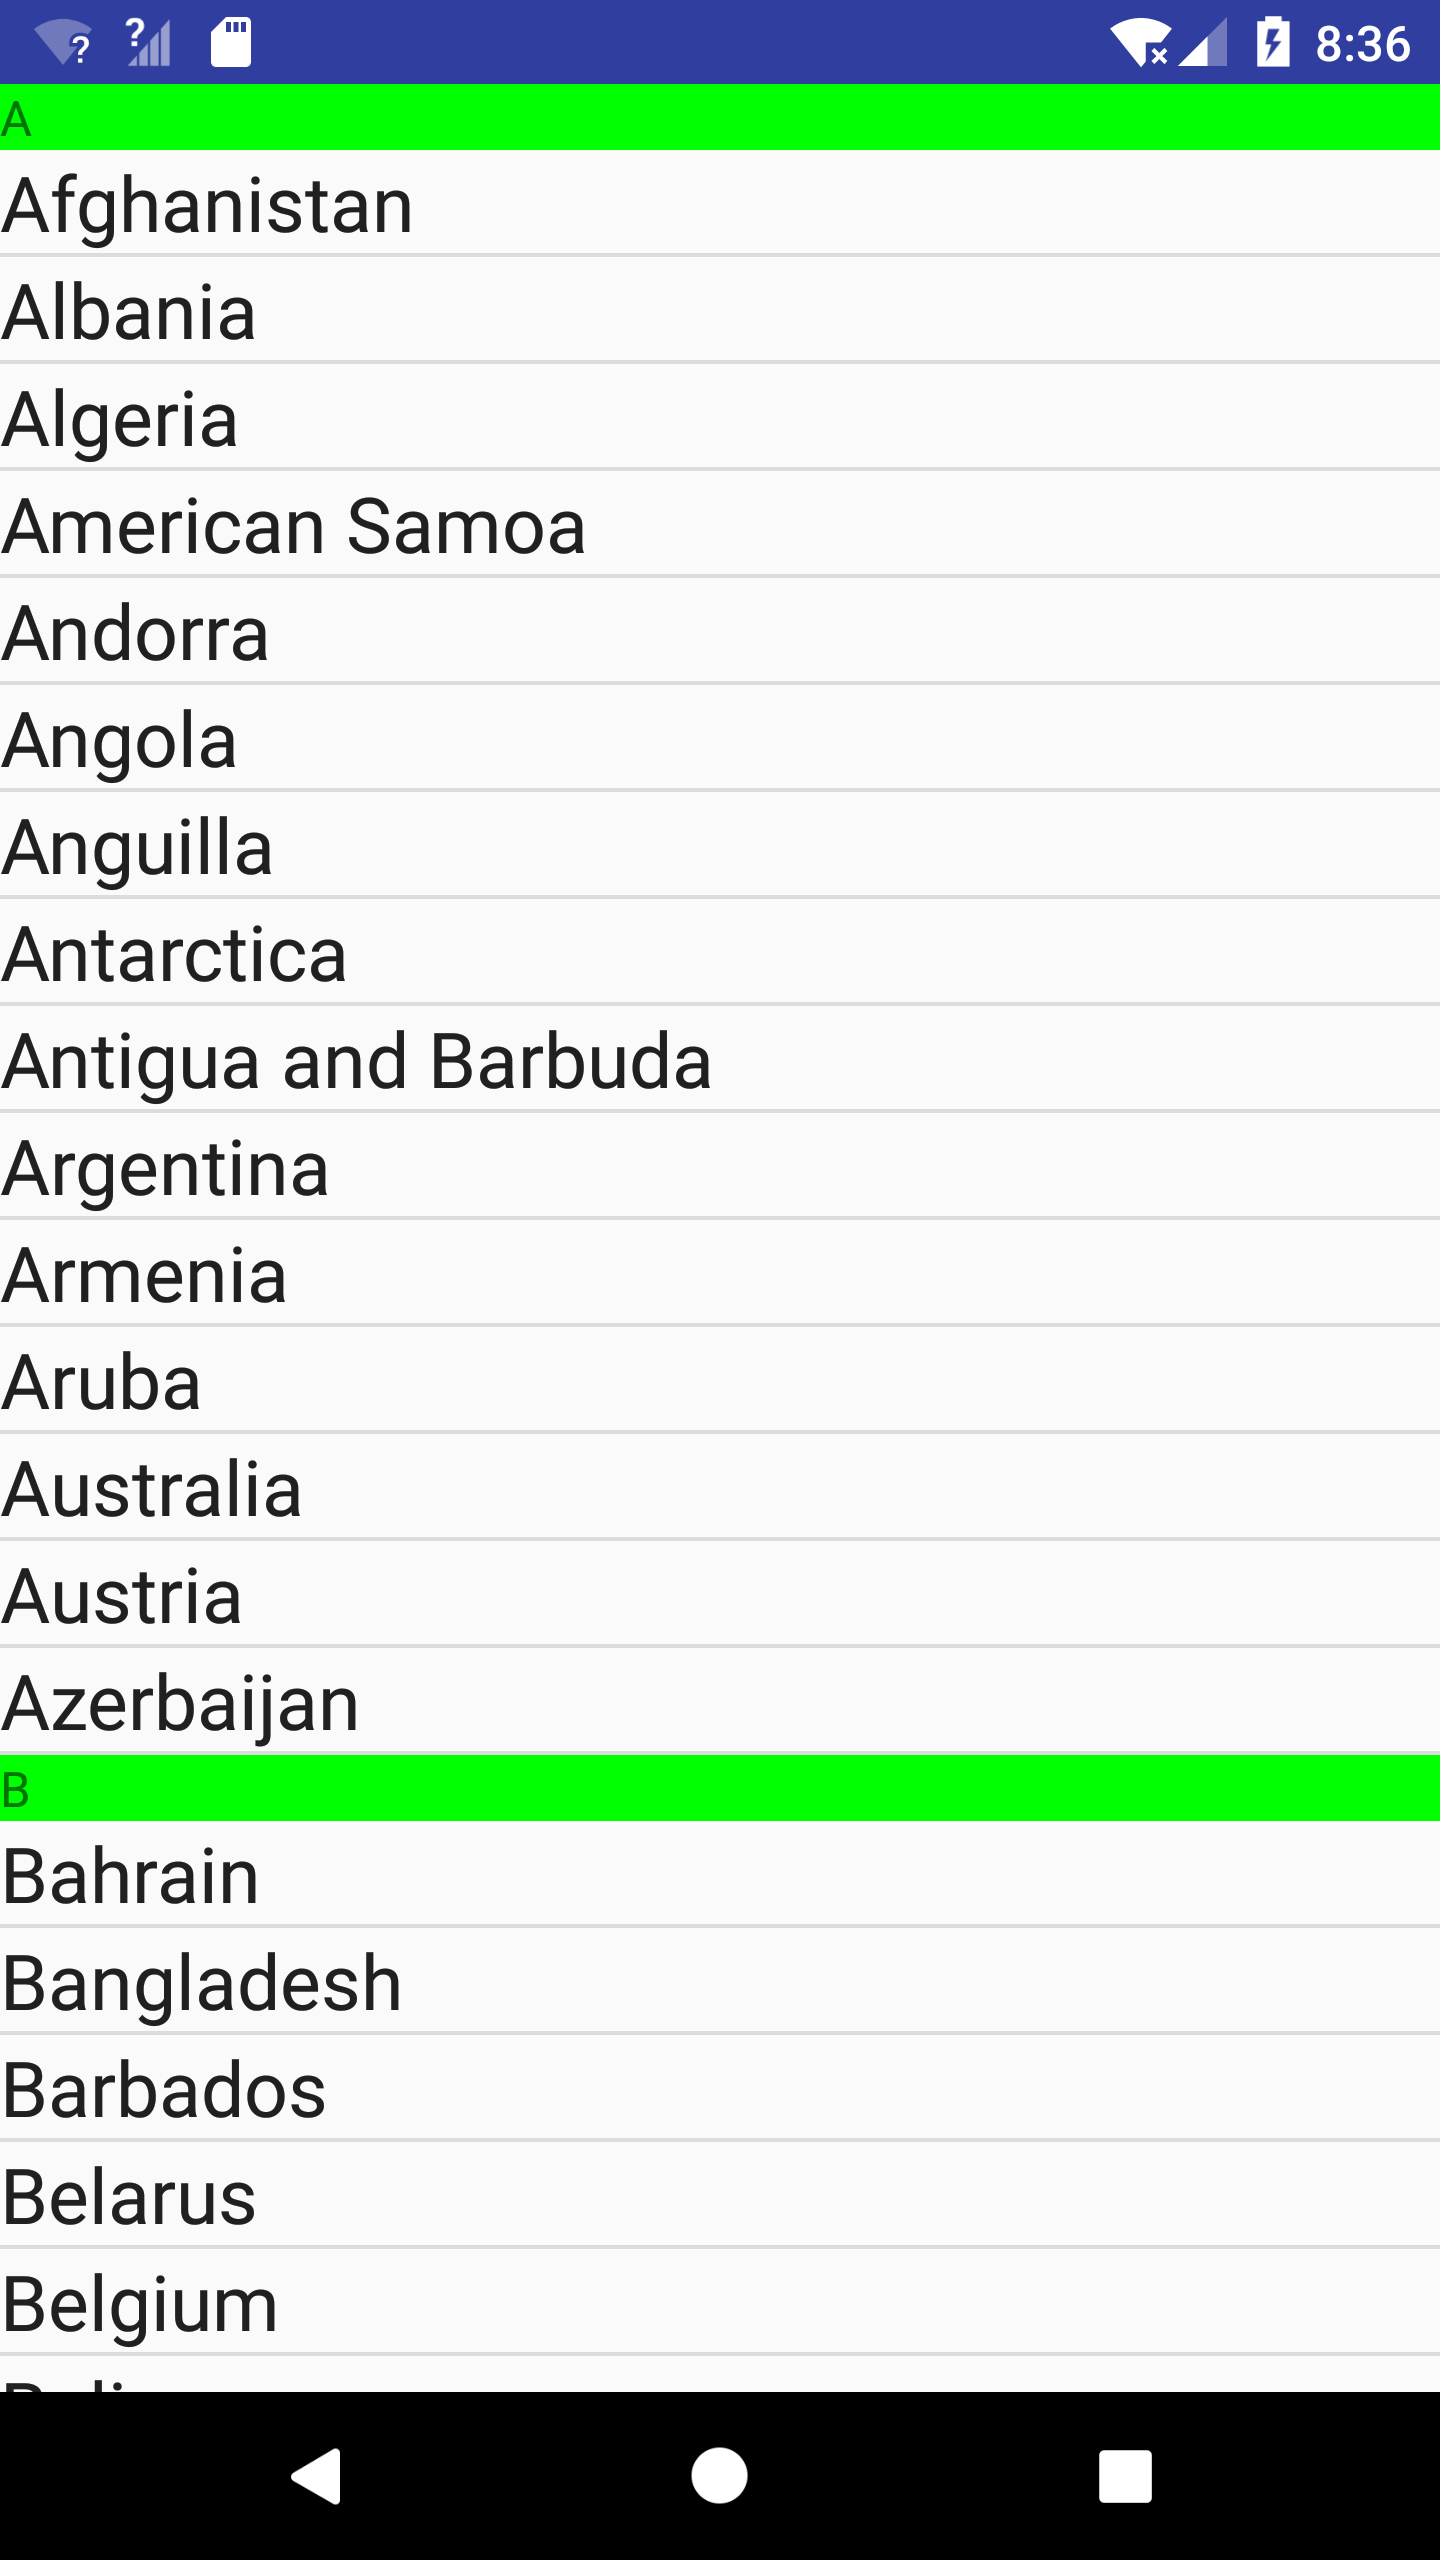 8:36
A
Afghanistan
Albania
Algeria
American Samoa
Andorra
Angola
Anguilla
Antarctica
Antigua and Barbuda
Argentina
Armenia
Aruba
Australia
Austria
Azerbaijan
B
Bahrain
Bangladesh
Barbados
Belarus
Belgium